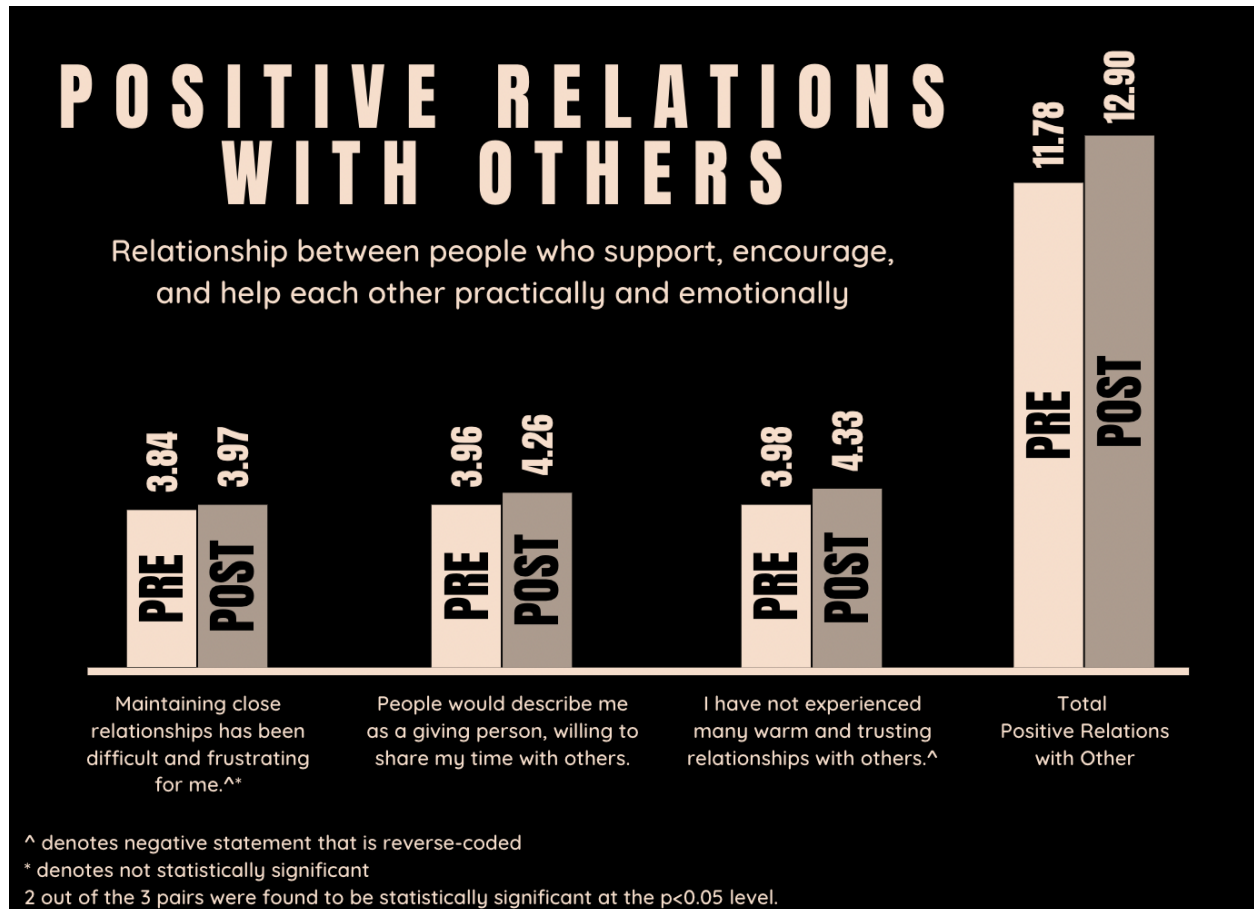 POSITIVE RELATIONS
WITH OTHERS
Relationship between people who support, encourage,
and help each other practically and emotionally
3.84
3.97
3.96
4.26
3.98
4.33
11.78
12.90
PRE
POST
PRE
POST
PRE
POST
PRE
POST
Maintaining close
relationships has been
difficult and frustrating
for me.^*
People would describe me
as a giving person, willing to
share my time with others.
I have not experienced
many warm and trusting
relationships with others.^
Total
Positive Relations
with Other
^ denotes negative statement that is reverse-coded
* denotes not statistically significant
2 out of the 3 pairs were found to be statistically significant at the p<0.05 level.